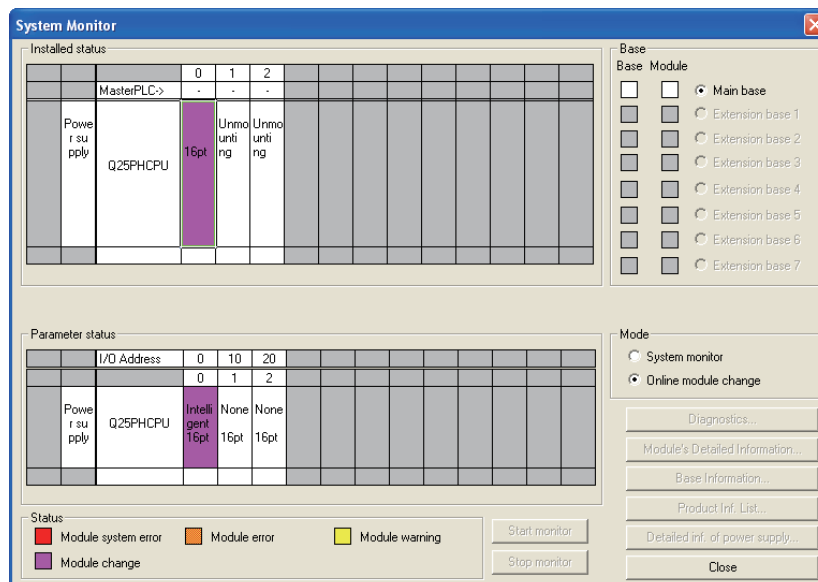 System Monitor
Installed status
0 1 2
MasterPLC-> - - -
Powe
r su
pply
Q25PHCPU
16pt
Unmo
unti
ng
Unmo
unti
ng
Base
Base Module
Main base
Extension base 1
Extension base 2
Extension base 3
Extension base 4
Extension base 5
Extension base 6
Extension base 7
Parameter status
I/O Address 0 10 20
0 1 2
Powe
r su
pply
Q25PHCPU
Intelli
gent
16pt
None
16pt
None
16pt
Mode
System monitor
Online module change
Diagnostics...
Module's Detailed Information...
Base Information...
Product Inf. List...
Detailed inf. of power supply...
Close
Status
Module system error
Module error
Module warning
Module change
Start monitor
Stop monitor